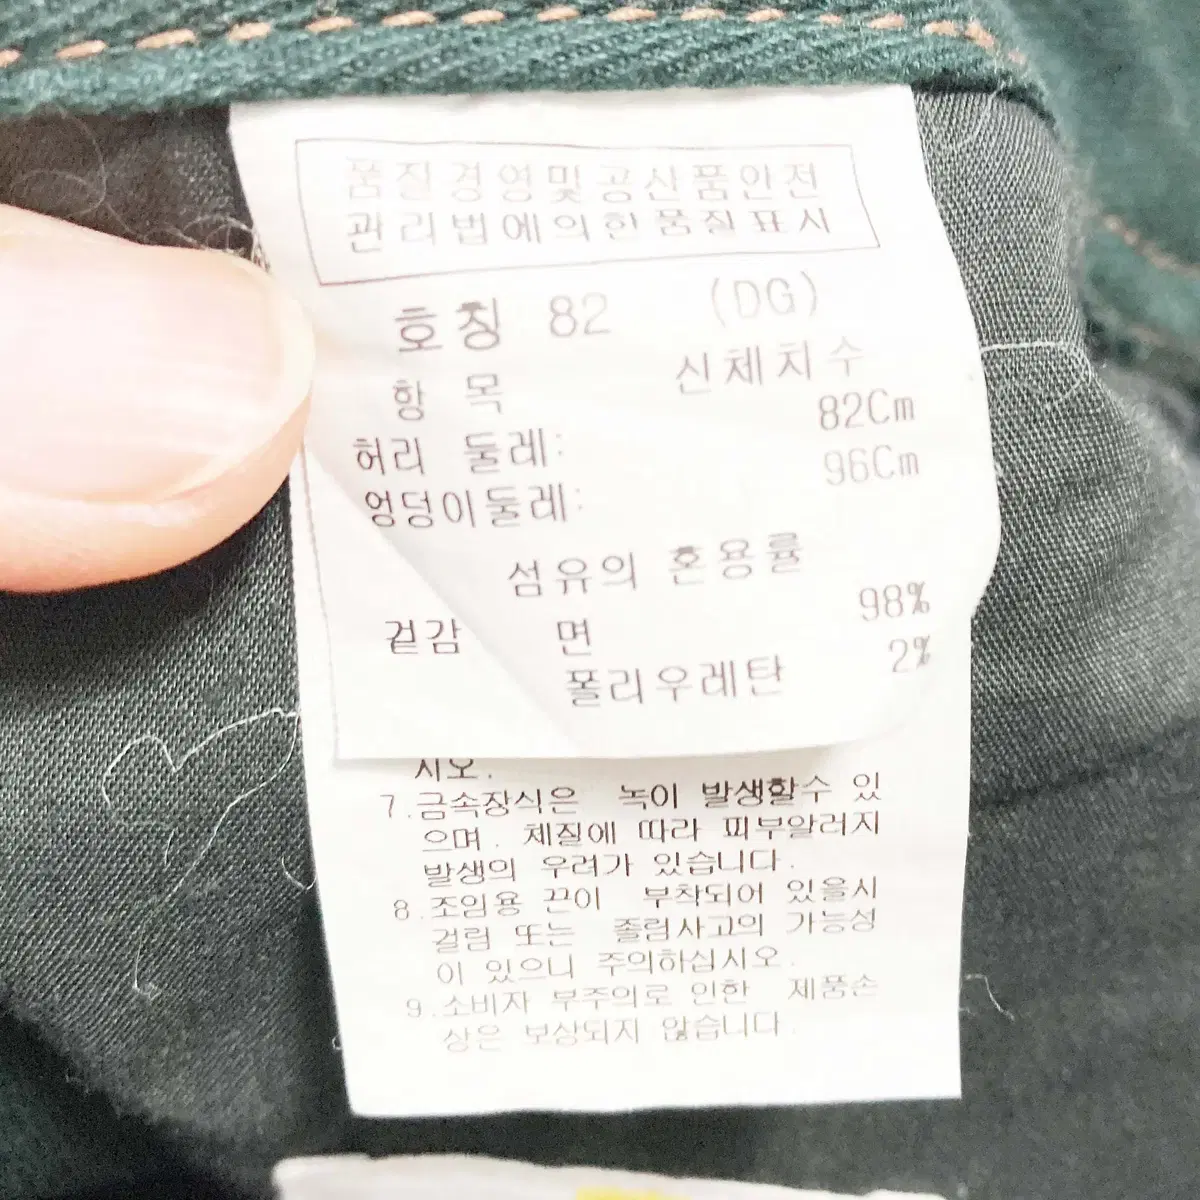 품질경영및공산품안전
관리법에의한품질표시
호칭 82 (DG)
항 목 신체치수
허리 둘레: 82Cm
엉덩이둘레: 96Cm
섬유의 혼용률
겉감 면 98%
폴리우레탄 2%
시오.
7.금속장식은 녹이 발생할수 있
으며. 체질에 따라 피부알러지
발생의 우려가 있습니다.
8.조임용 끈이 부착되어 있을시
걸림 또는 졸림사고의 가능성
이 있으니 주의하십시오.
9.소비자 부주의로 인한 제품손
상은 보상되지 않습니다.